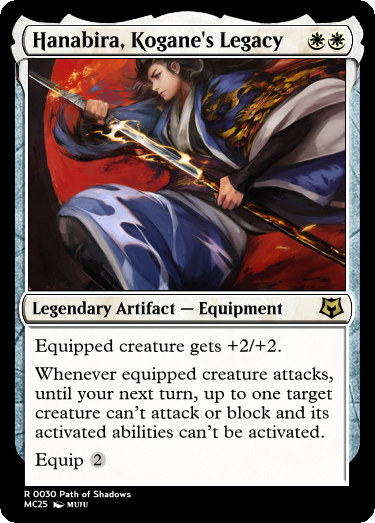 Hanabira, Kogane's Legacy
Legendary Artifact — Equipment
Equipped creature gets +2/+2.
Whenever equipped creature attacks,
until your next turn, up to one target
creature can't attack or block and its
activated abilities can't be activated.
Equip 2
R 0030 Path of Shadows
MC25 MUJU